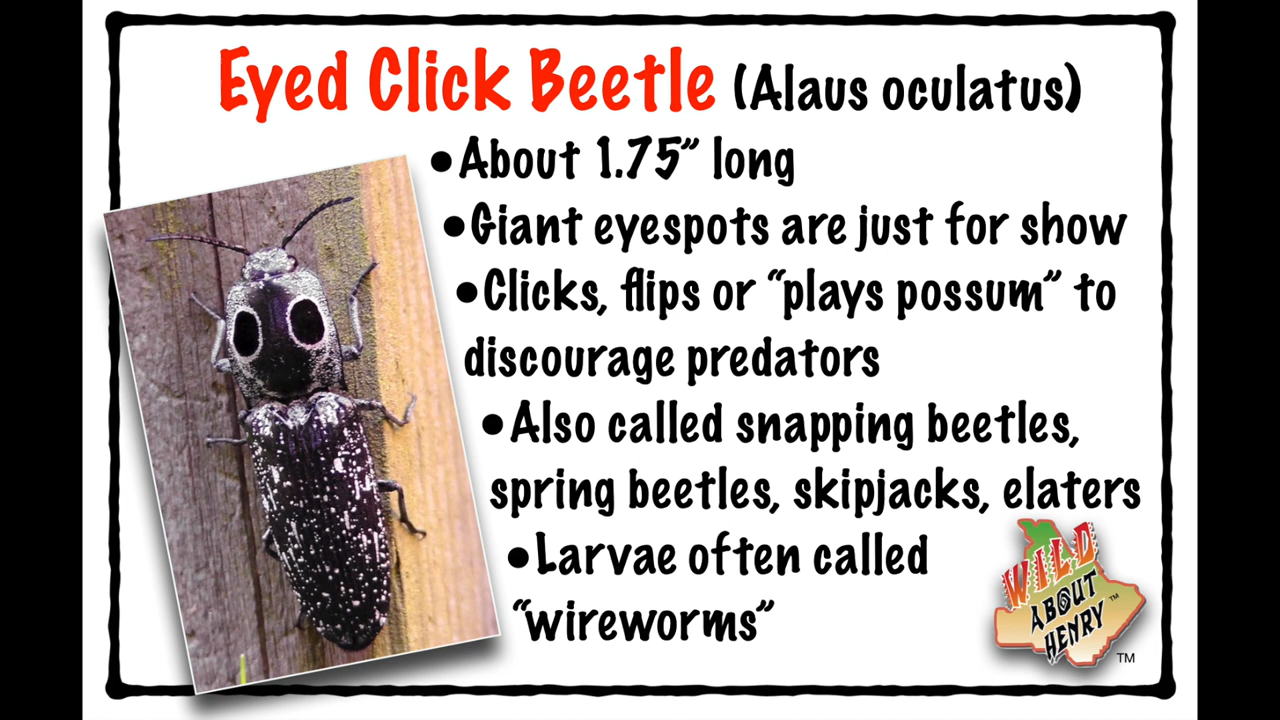 Eyed Click Beetle (Alaus oculatus)
•About 1.75” long
•Giant eyespots are just for show
•Clicks, flips or “plays possum” to
discourage predators
•Also called snapping beetles,
spring beetles, skipjacks, elaters
•Larvae often called
“wireworms”
WILD
ABOUT
HENRY™
TM